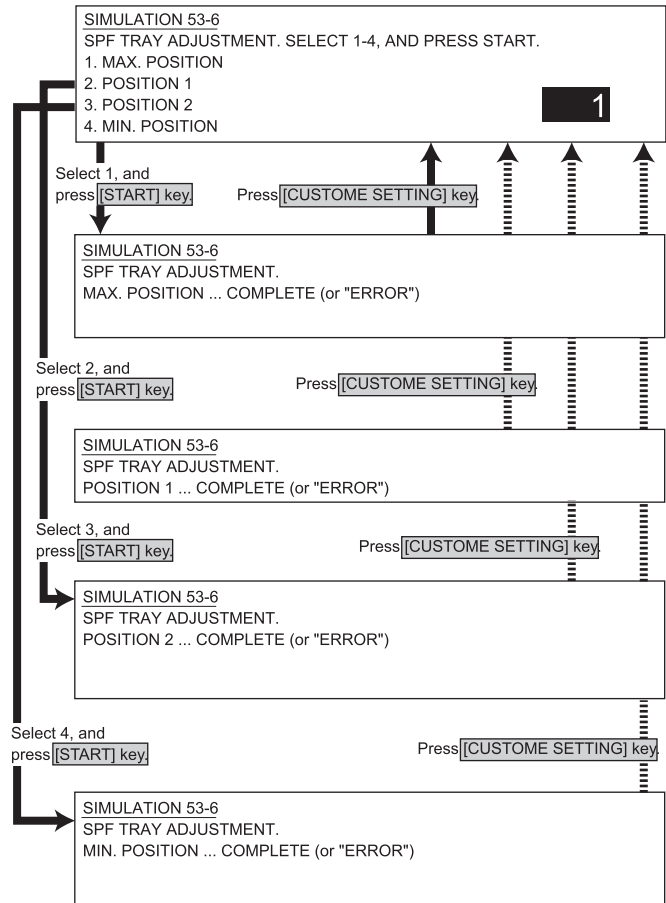 SIMULATION 53-6
SPF TRAY ADJUSTMENT. SELECT 1-4, AND PRESS START.
1. MAX. POSITION
2. POSITION 1
3. POSITION 2
4. MIN. POSITION
1
Select 1, and
press [START] key.
Press [CUSTOME SETTING] key.
SIMULATION 53-6
SPF TRAY ADJUSTMENT.
MAX. POSITION ... COMPLETE (or "ERROR")
Select 2, and
press [START] key.
Press [CUSTOME SETTING] key.
SIMULATION 53-6
SPF TRAY ADJUSTMENT.
POSITION 1 ... COMPLETE (or "ERROR")
Select 3, and
press [START] key.
Press [CUSTOME SETTING] key.
SIMULATION 53-6
SPF TRAY ADJUSTMENT.
POSITION 2 ... COMPLETE (or "ERROR")
Select 4, and
press [START] key.
Press [CUSTOME SETTING] key.
SIMULATION 53-6
SPF TRAY ADJUSTMENT.
MIN. POSITION ... COMPLETE (or "ERROR")